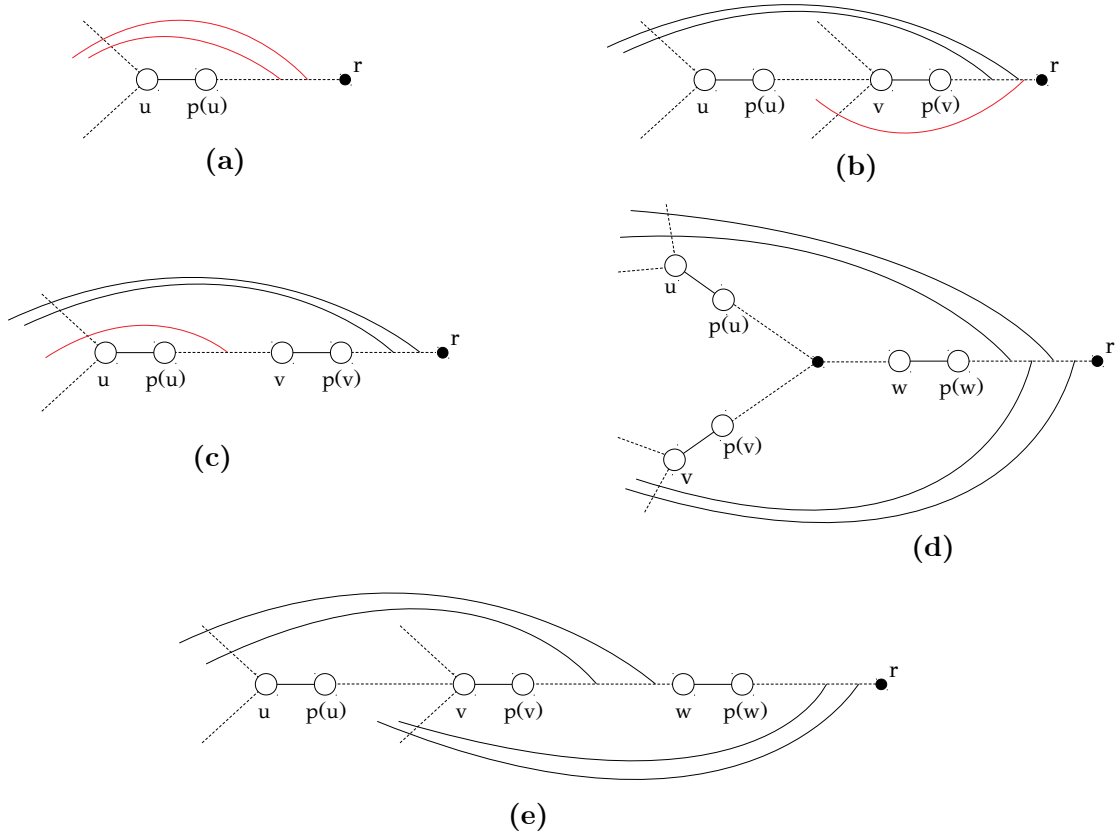 r
u p(u)
(a)
r
u p(u) v p(v)
(b)
r
u p(u) v p(v)
(c)
u
p(u)
r
w p(w)
p(v)
v
(d)
r
u p(u) v p(v) w p(w)
(e)